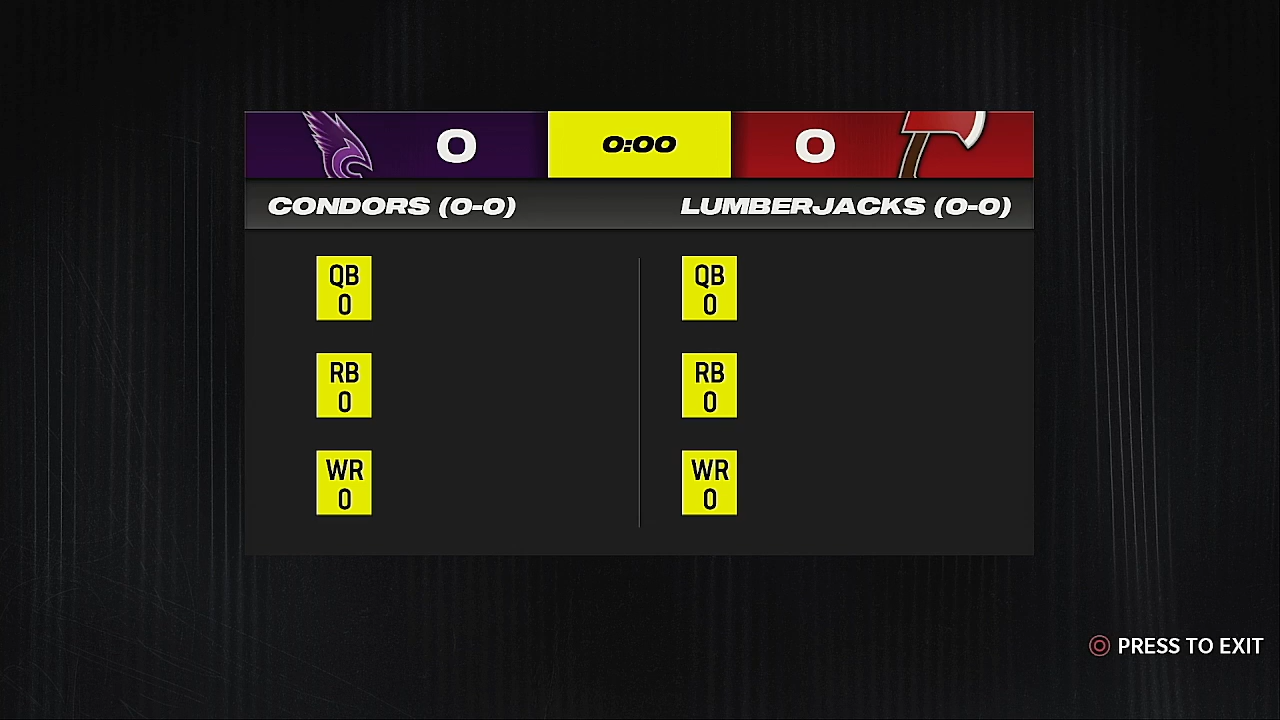 0
0:00
0
CONDORS (0-0)
LUMBERJACKS (0-0)
QB
0
QB
0
RB
0
RB
0
WR
0
WR
0
PRESS TO EXIT